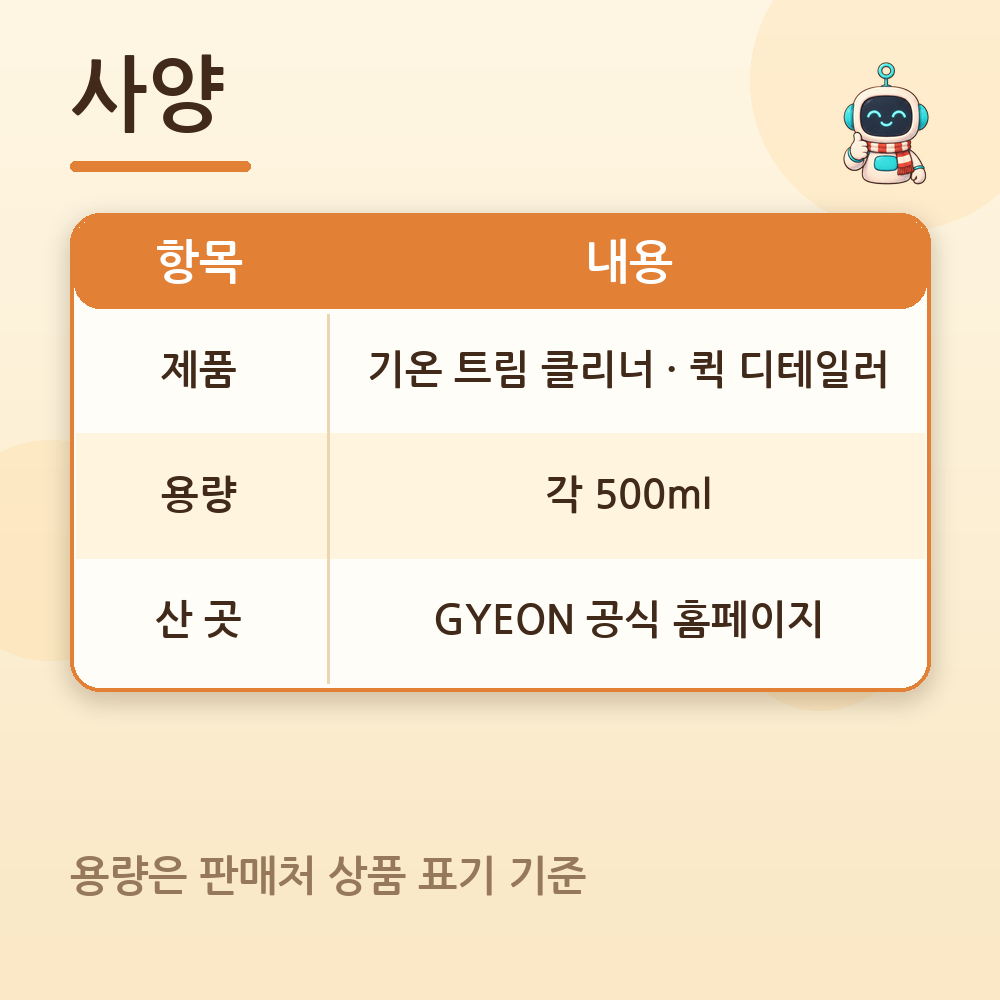 사양
항목 내용
제품 기온 트림 클리너 · 퀵 디테일러
용량 각 500ml
산 곳 GYEON 공식 홈페이지
용량은 판매처 상품 표기 기준